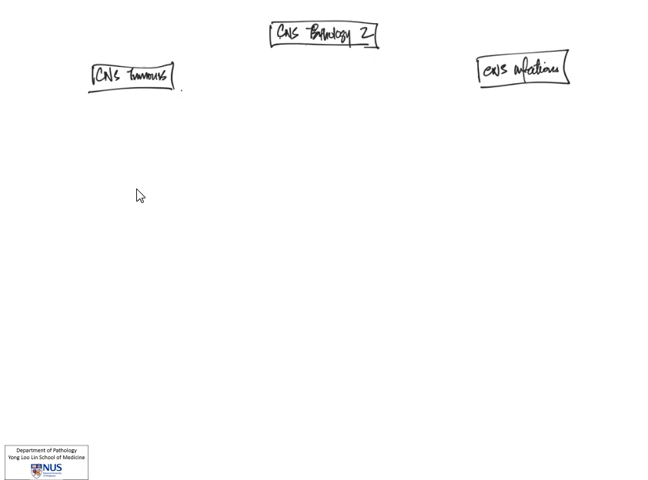 CNS Pathology 2
CNS Tumours
CNS infections
Department of Pathology
Yong Loo Lin School of Medicine
NUS